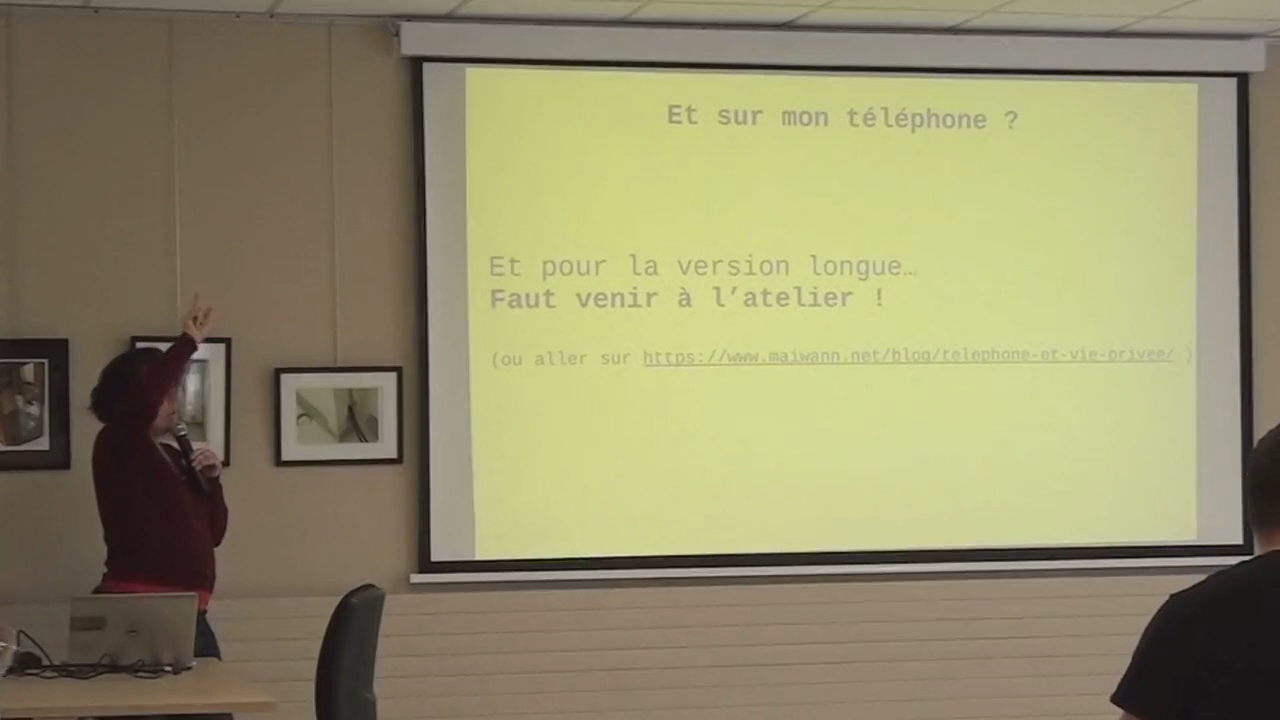 Et sur mon téléphone ?
Et pour la version longue…
Faut venir à l’atelier !
(ou aller sur https://www.maiwann.net/blog/telephone-et-vie-privee/ )